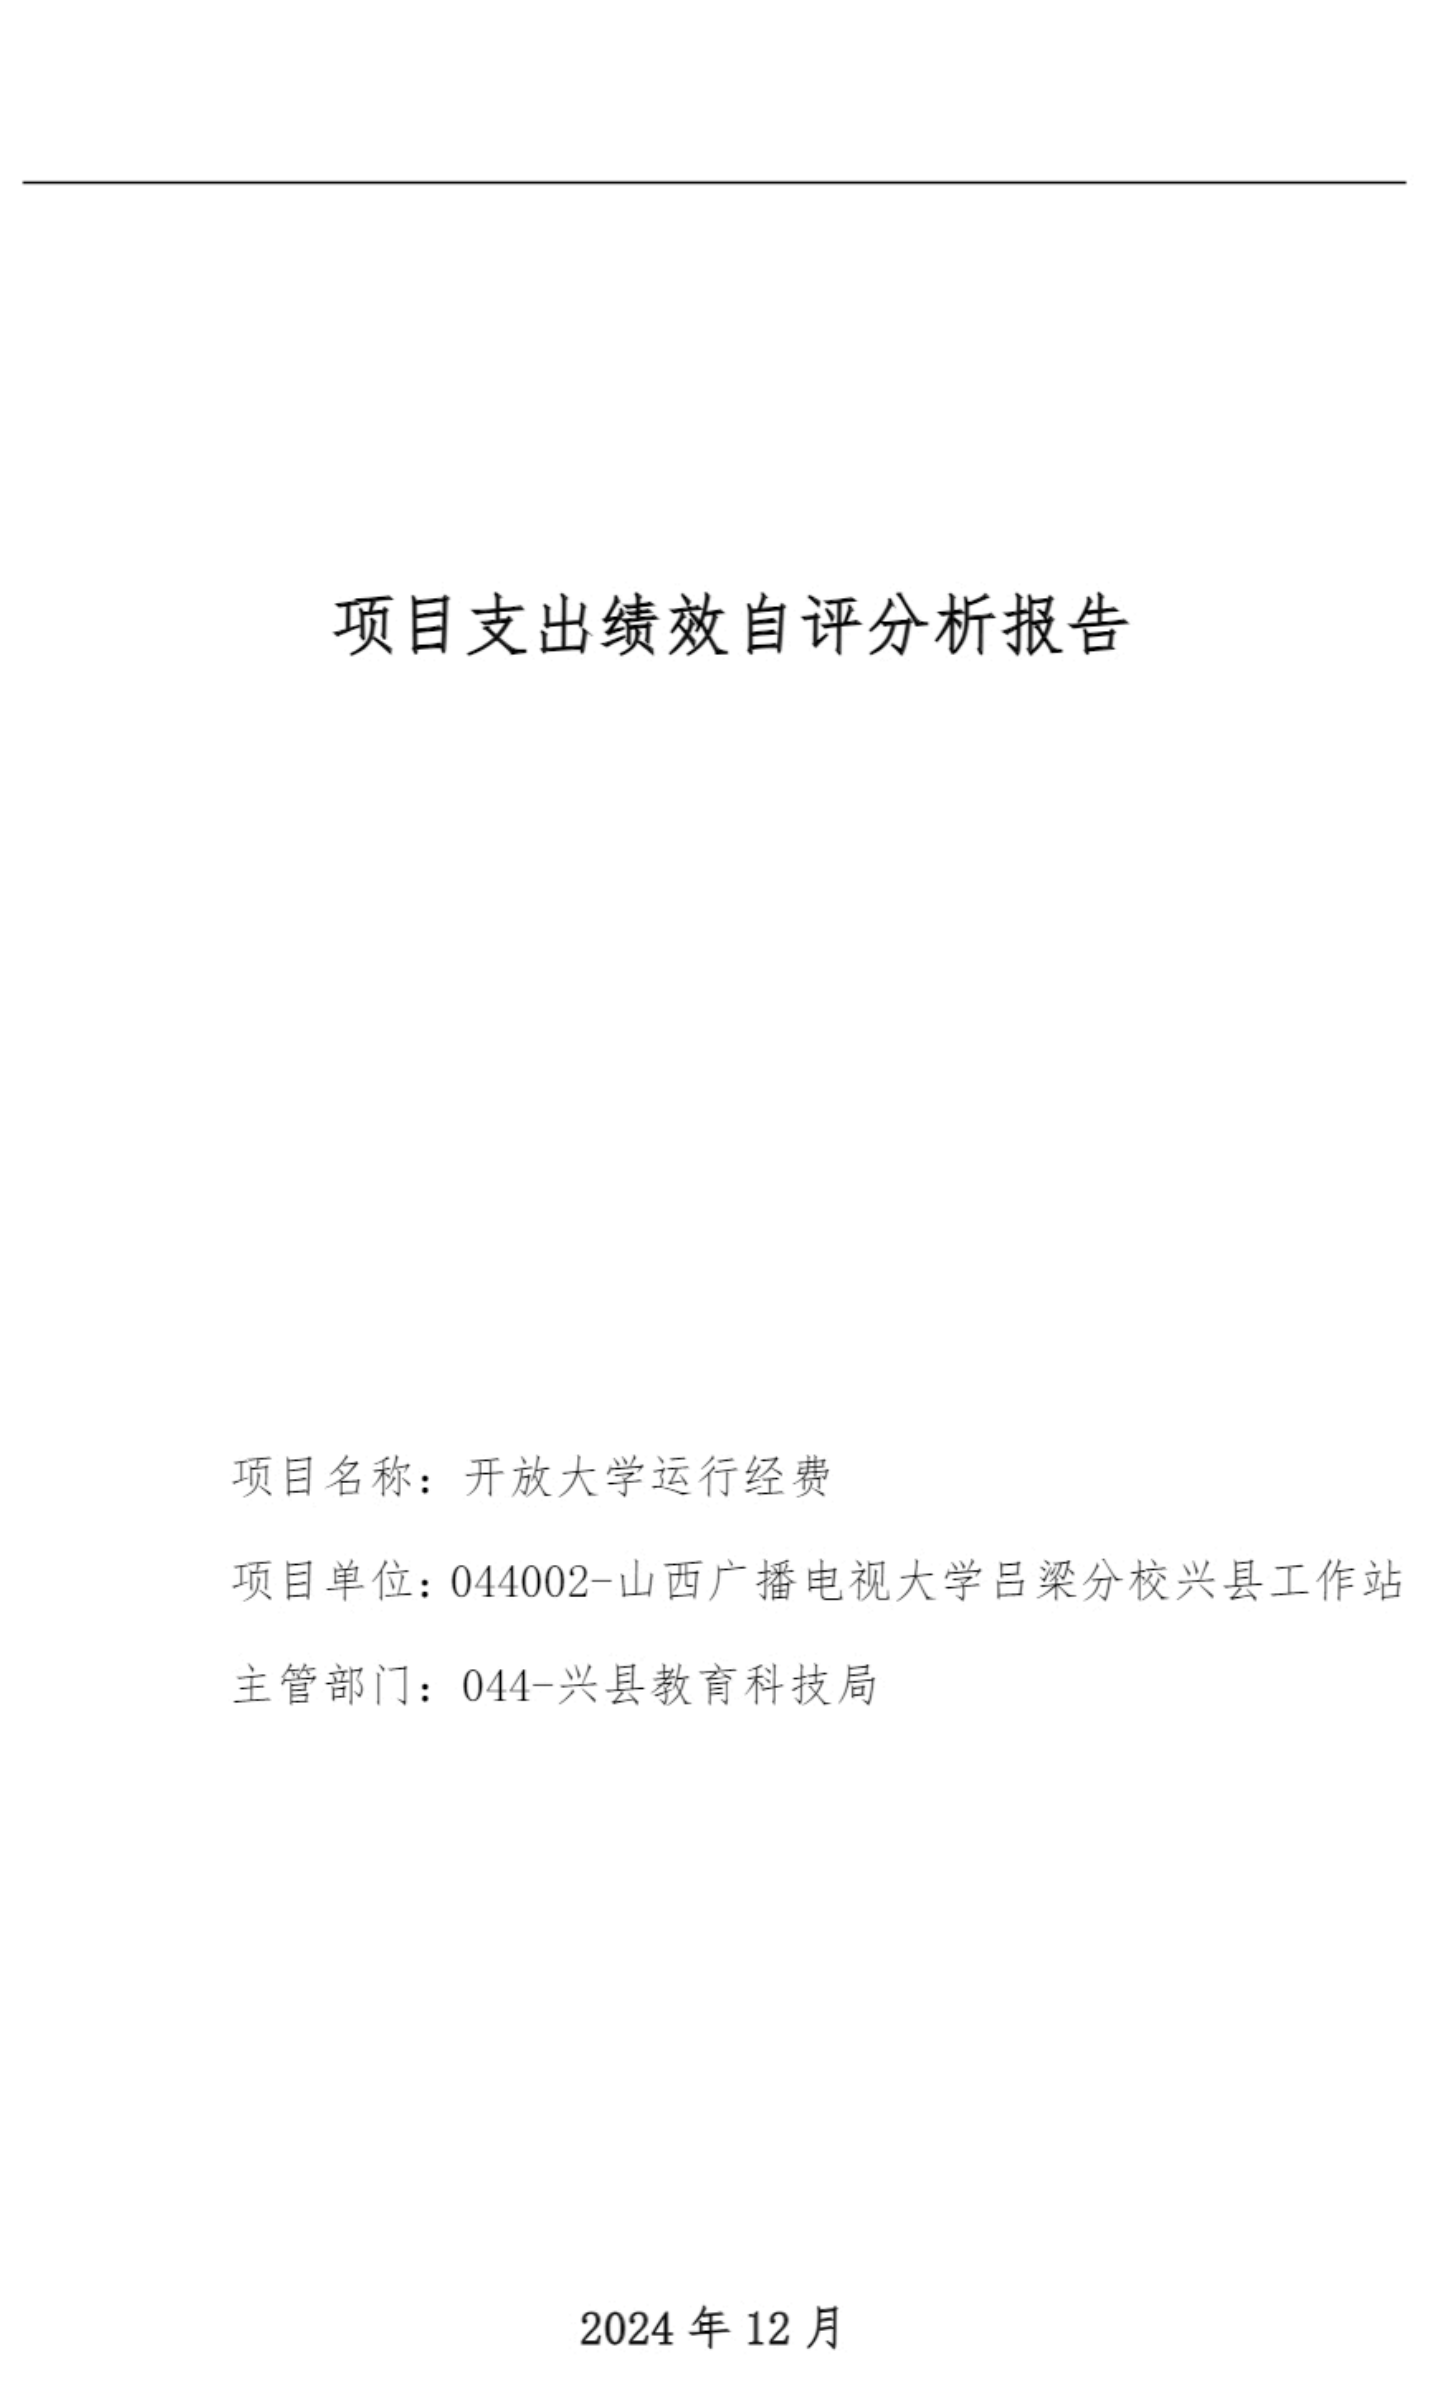 项目支出绩效自评分析报告
项目名称：开放大学运行经费
项目单位：044002-山西广播电视大学吕梁分校兴县工作站
主管部门：044-兴县教育科技局
2024 年 12 月